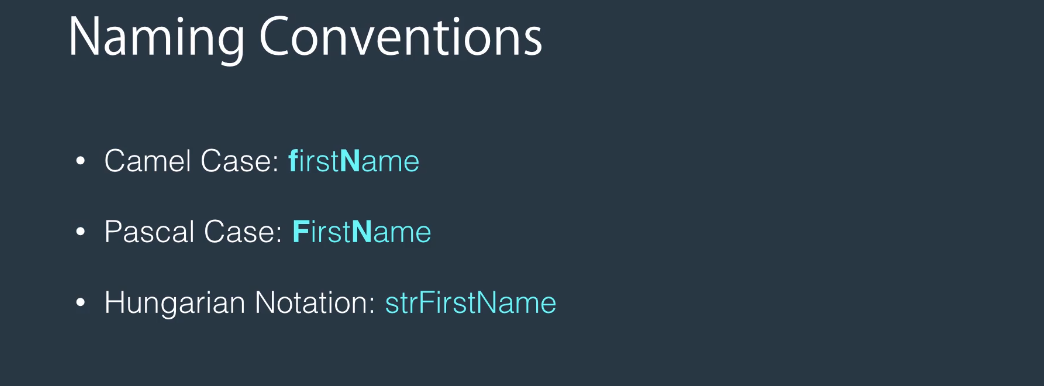 Naming Conventions
• Camel Case: firstName
• Pascal Case: FirstName
• Hungarian Notation: strFirstName